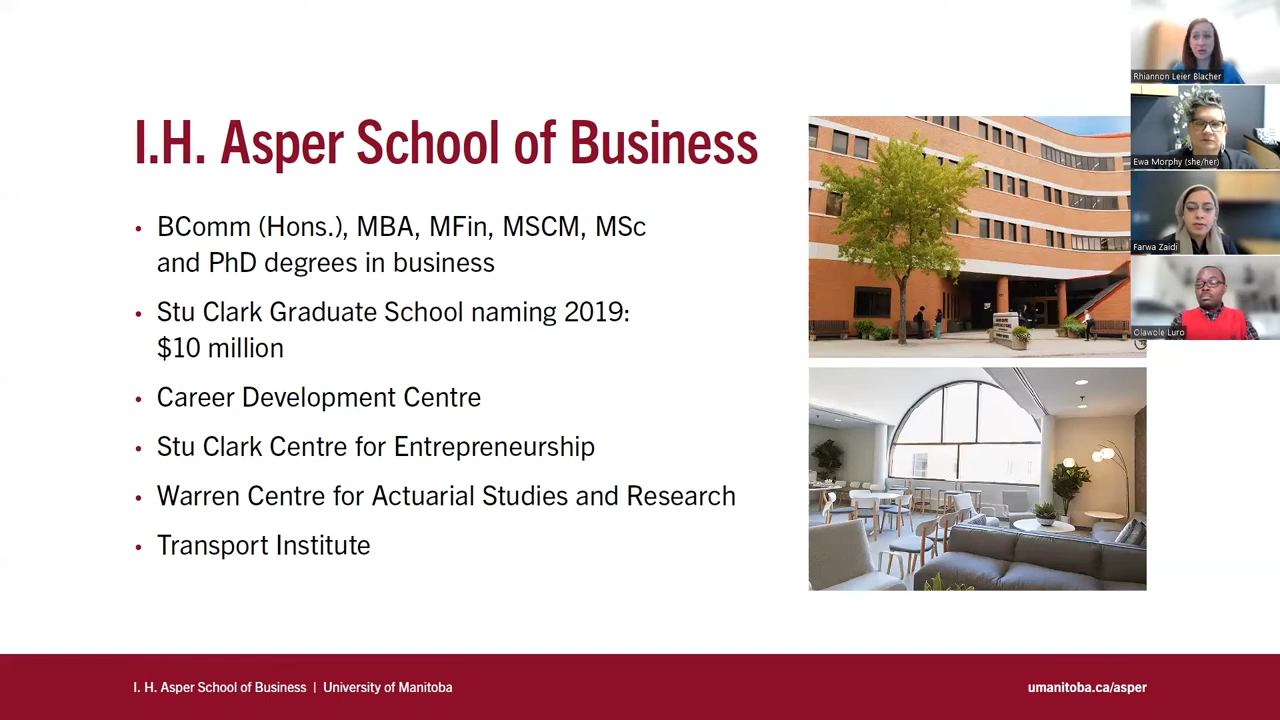 I.H. Asper School of Business
• BComm (Hons.), MBA, MFin, MSCM, MSc
and PhD degrees in business
• Stu Clark Graduate School naming 2019:
$10 million
• Career Development Centre
• Stu Clark Centre for Entrepreneurship
• Warren Centre for Actuarial Studies and Research
• Transport Institute
Rhiannon Leier Blacher
Ewa Morphy (she/her)
Farwa Zaidi
Olawole Luro
I. H. Asper School of Business | University of Manitoba
umanitoba.ca/asper